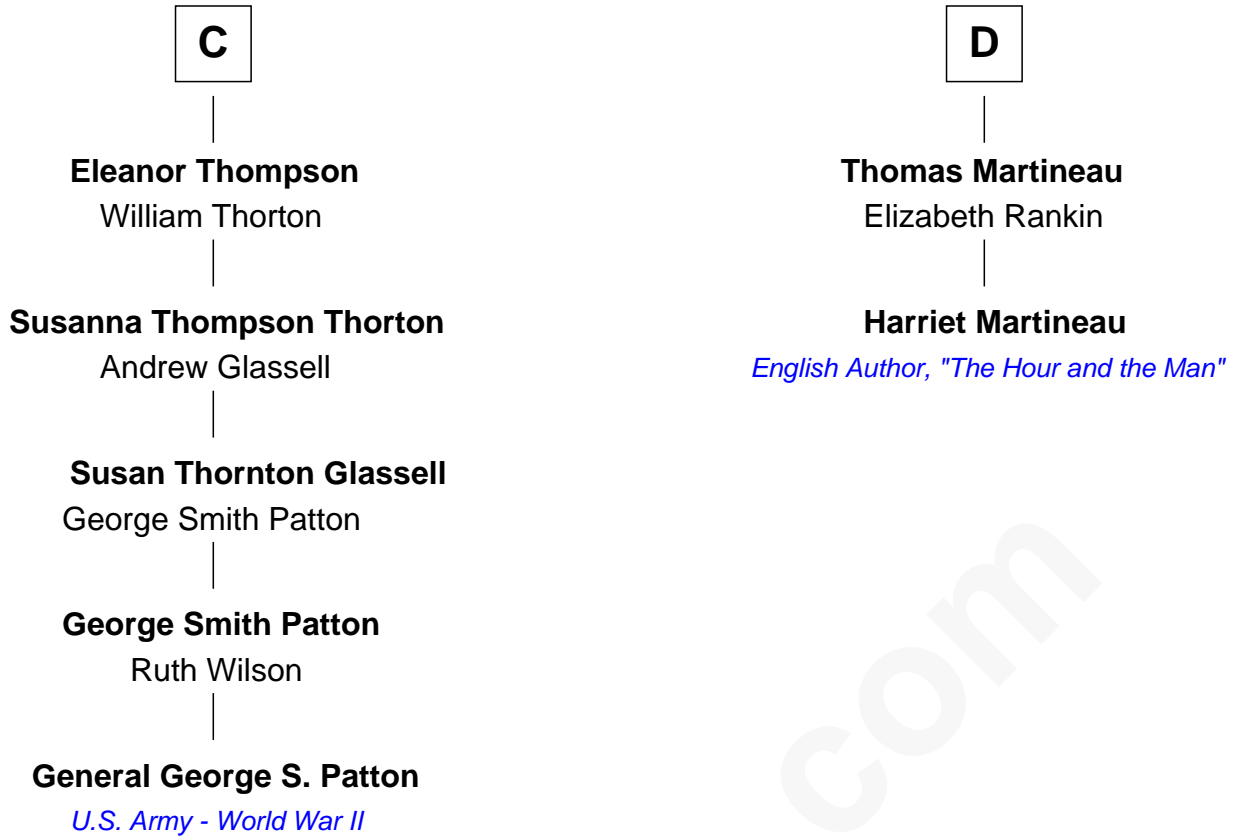 C
Eleanor Thompson
William Thorton
Susanna Thompson Thorton
Andrew Glassell
Susan Thornton Glassell
George Smith Patton
George Smith Patton
Ruth Wilson
General George S. Patton
U.S. Army - World War II
D
Thomas Martineau
Elizabeth Rankin
Harriet Martineau
English Author, "The Hour and the Man"
com